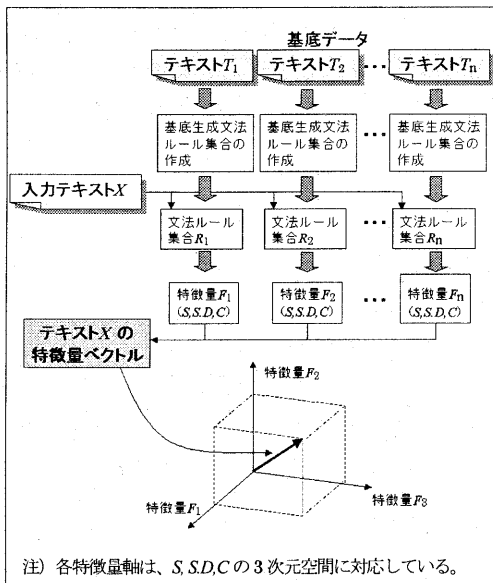 基底データ
テキストT1 テキストT2 ••• テキストTn
基底生成文法 基底生成文法 基底生成文法
ルール集合の ルール集合の ••• ルール集合の
作成 作成 作成
入力テキストX
文法ルール 文法ルール ••• 文法ルール
集合R1 集合R2 集合Rn
特徴量F1 特徴量F2 ••• 特徴量Fn
(S,S.D,C) (S,S.D,C) (S,S.D,C)
テキストX の
特徴量ベクトル
特徴量F2
特徴量F1
特徴量F3
注) 各特徴量軸は、S, S.D,C の 3 次元空間に対応している。